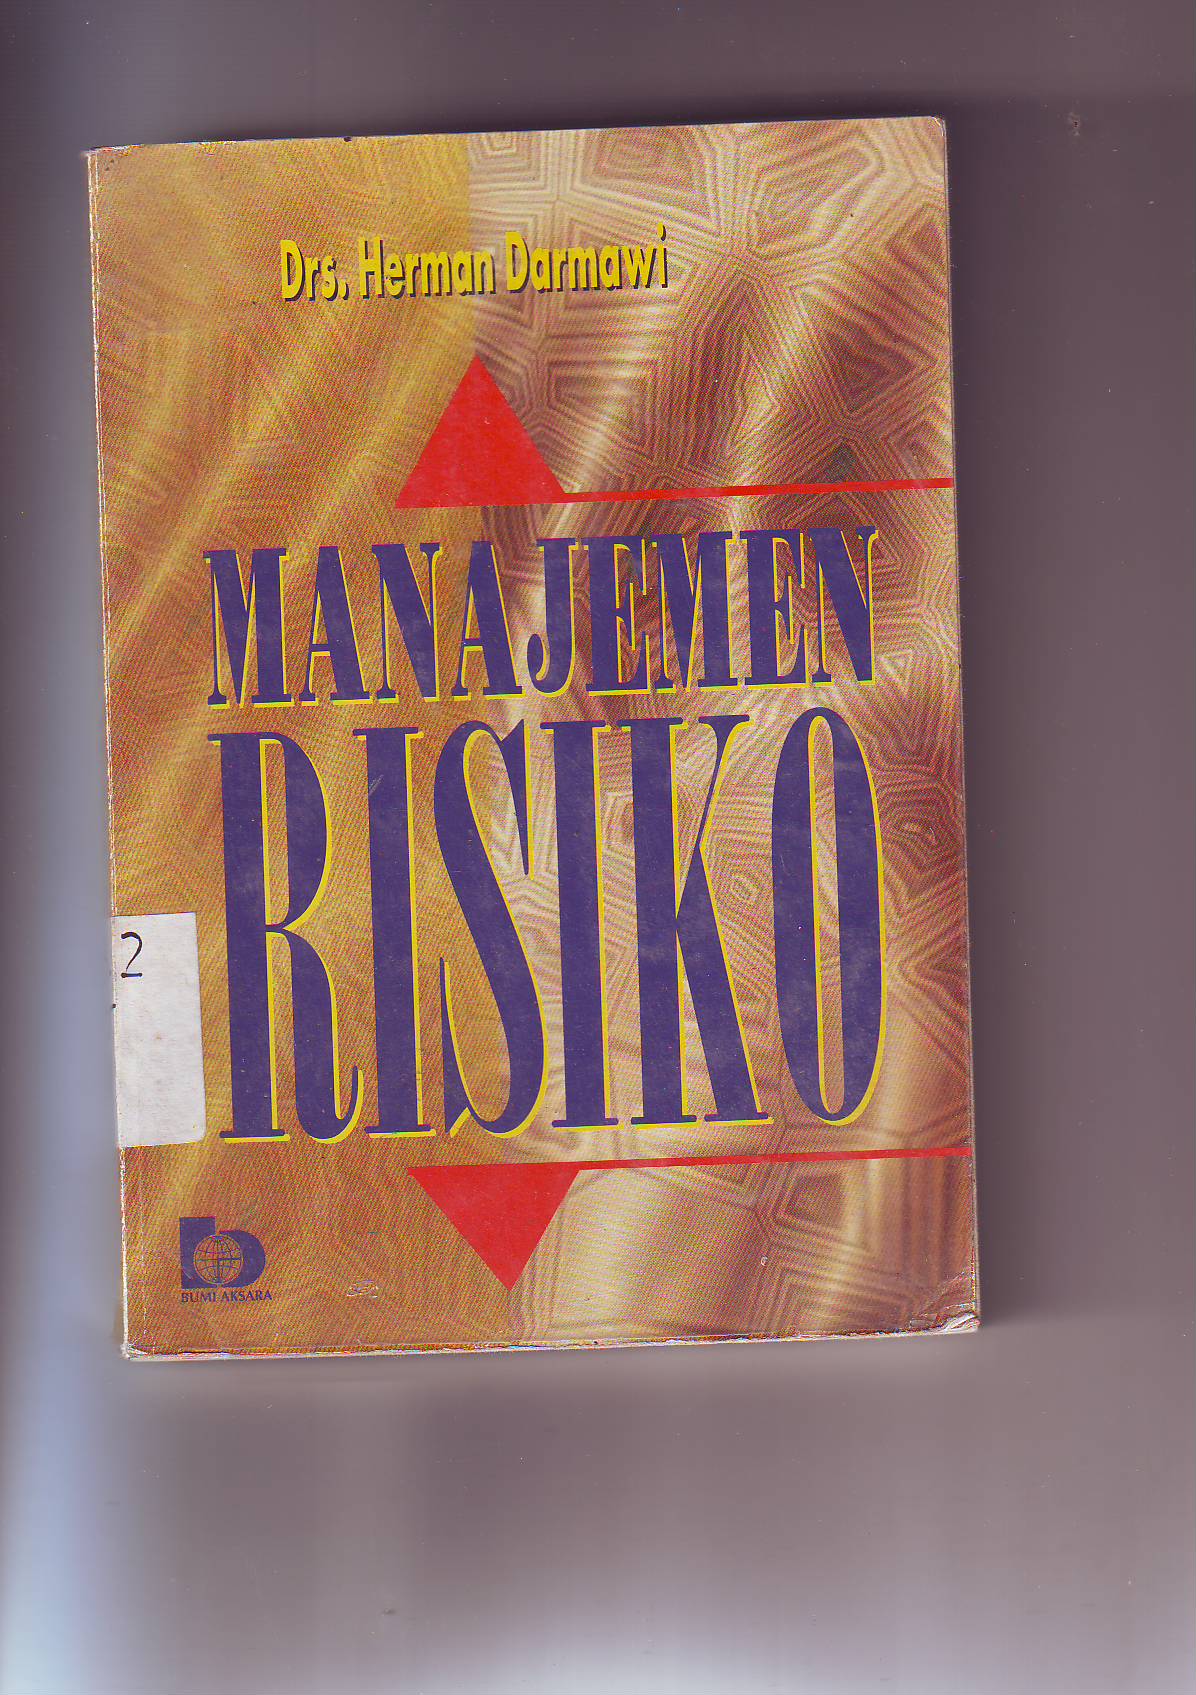 Drs. Herman Darmawi
MANAJEMEN
RISIKO
2
BUMI AKSARA